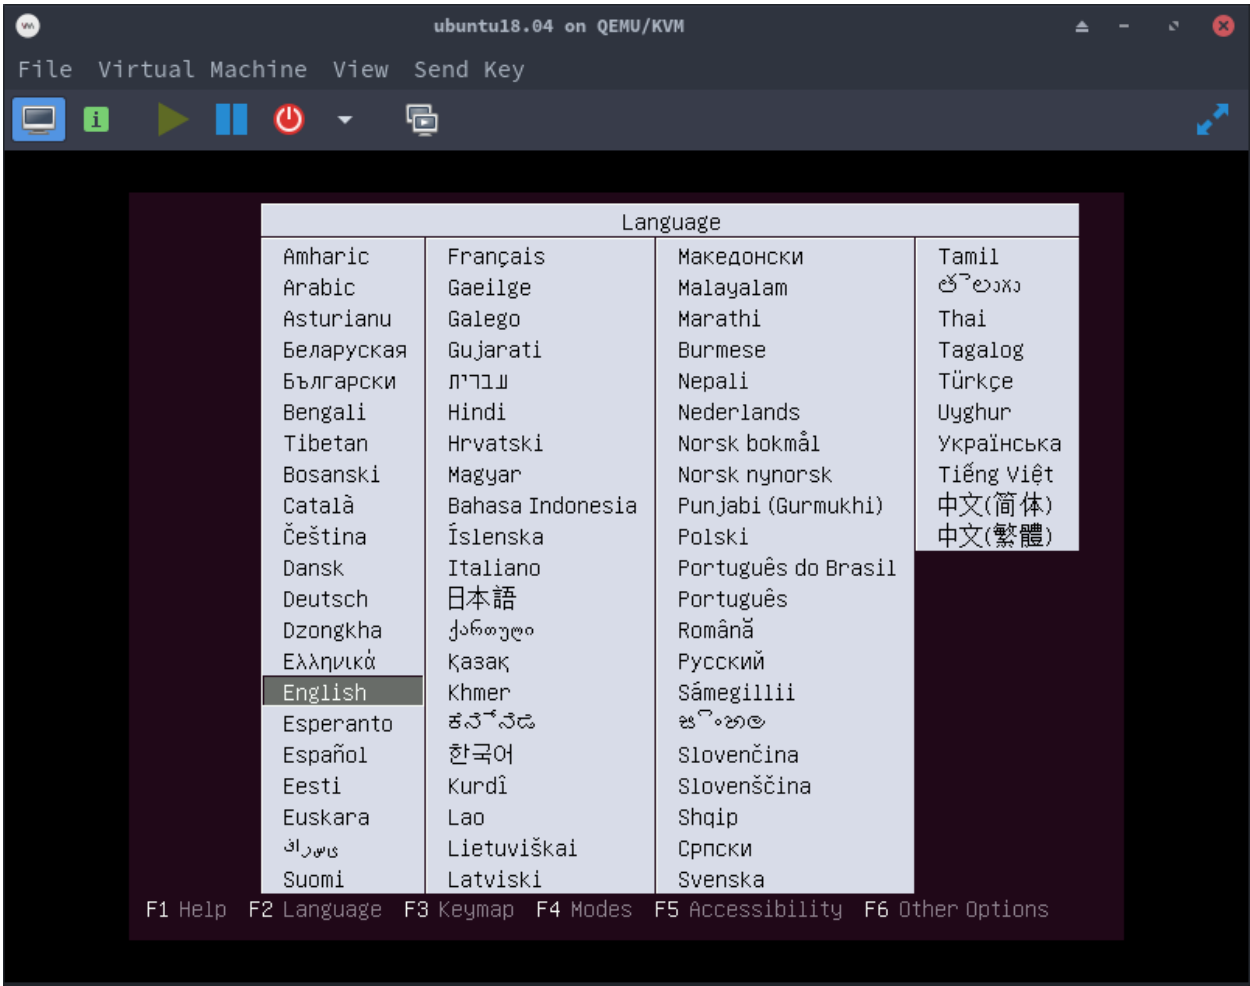 ubuntu18.04 on QEMU/KVM
File Virtual Machine View Send Key
Language
Amharic
Arabic
Asturianu
Беларуская
Български
Bengali
Tibetan
Bosanski
Català
Čeština
Dansk
Deutsch
Dzongkha
Ελληνικά
English
Esperanto
Español
Eesti
Euskara
ﻯﺱﺭﺍﻑ
Suomi
Français
Gaeilge
Galego
Gujarati
עברית
Hindi
Hrvatski
Magyar
Bahasa Indonesia
Íslenska
Italiano
日本語
ქართული
Қазақ
Khmer
ಕನ್ನಡ
한국어
Kurdî
Lao
Lietuviškai
Latviski
Македонски
Malayalam
Marathi
Burmese
Nepali
Nederlands
Norsk bokmål
Norsk nynorsk
Punjabi (Gurmukhi)
Polski
Português do Brasil
Português
Română
Русский
Sámegillii
සිංහල
Slovenčina
Slovenščina
Shqip
Српски
Svenska
Tamil
తెలుగు
Thai
Tagalog
Türkçe
Uyghur
Українська
Tiếng Việt
中文(简体)
中文(繁體)
F1 Help F2 Language F3 Keymap F4 Modes F5 Accessibility F6 Other Options